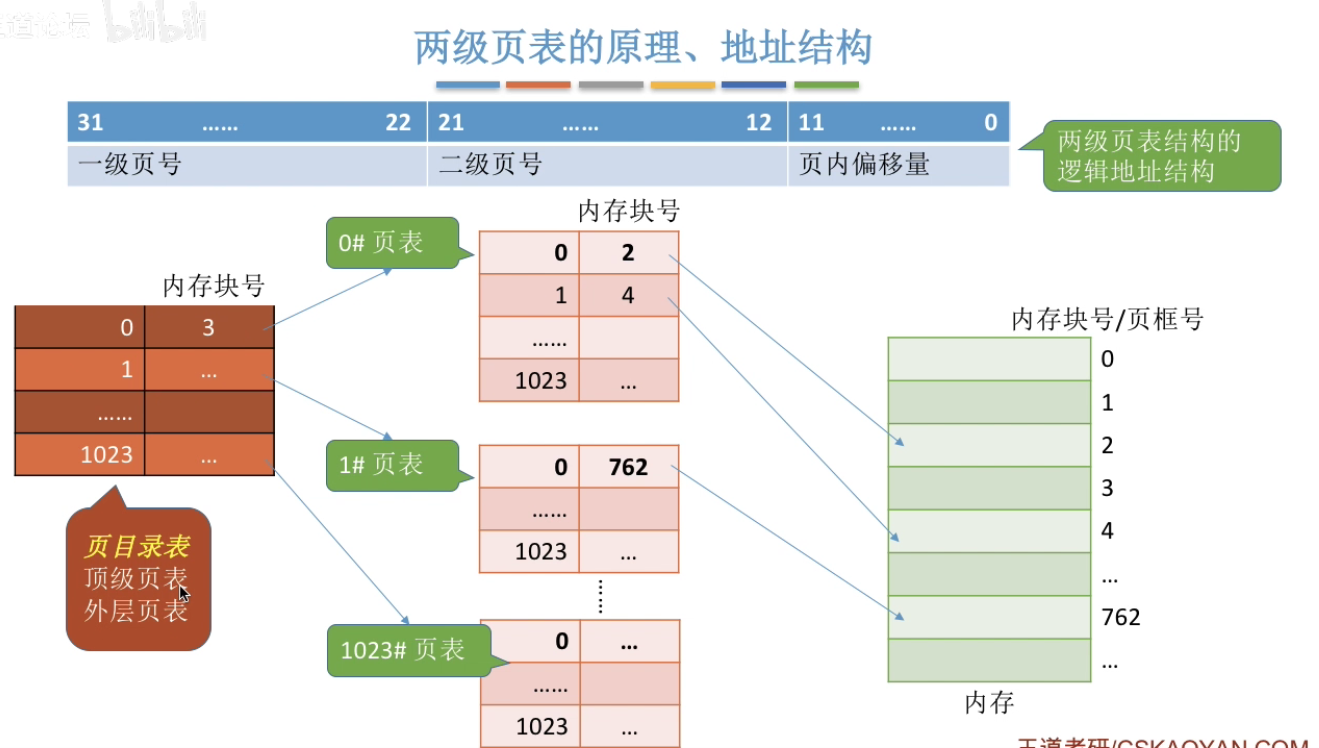 bilibili
两级页表的原理、地址结构
31 …… 22 21 …… 12 11 …… 0
一级页号 二级页号 页内偏移量
两级页表结构的
逻辑地址结构
内存块号
0 3
1 …
……
1023 …
页目录表
顶级页表
外层页表
0# 页表
内存块号
0 2
1 4
……
1023 …
1# 页表
0 762
……
1023 …
1023# 页表
0 …
……
1023 …
内存块号/页框号
0
1
2
3
4
…
762
…
内存
王道考研/CSKAOYAN.COM